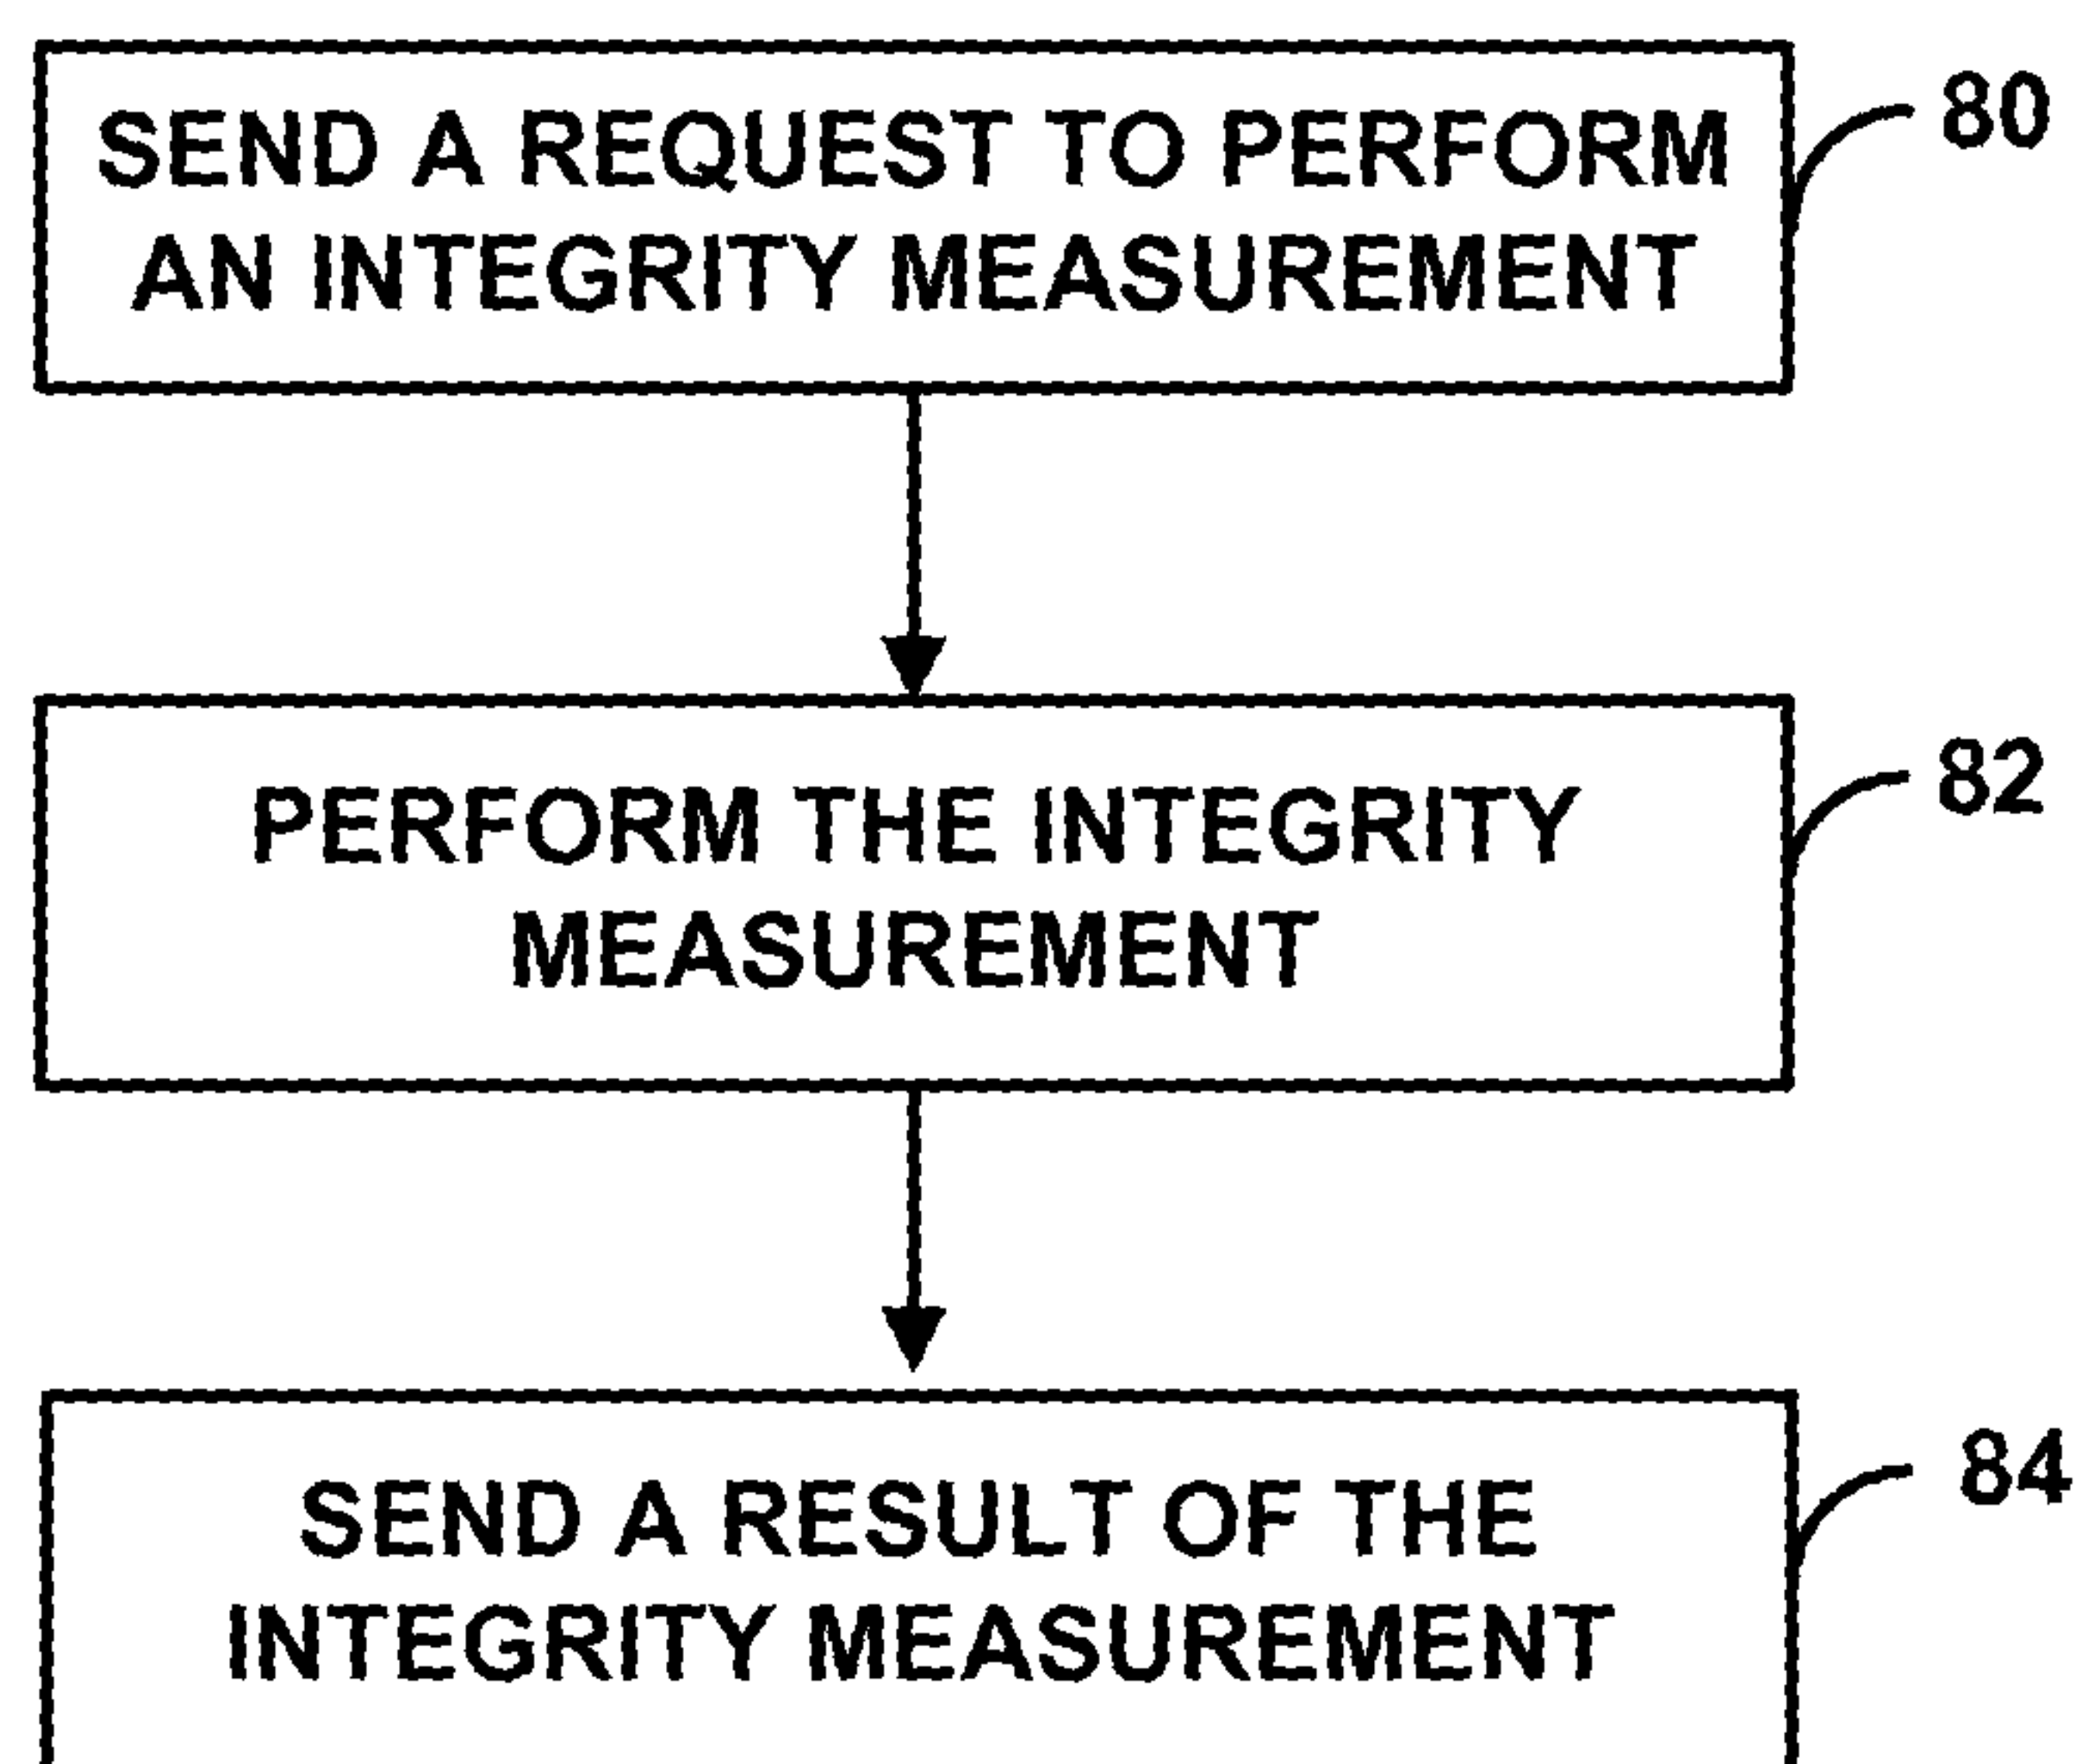 SEND A REQUEST TO PERFORM
AN INTEGRITY MEASUREMENT
80
PERFORM THE INTEGRITY
MEASUREMENT
82
SEND A RESULT OF THE
INTEGRITY MEASUREMENT
84